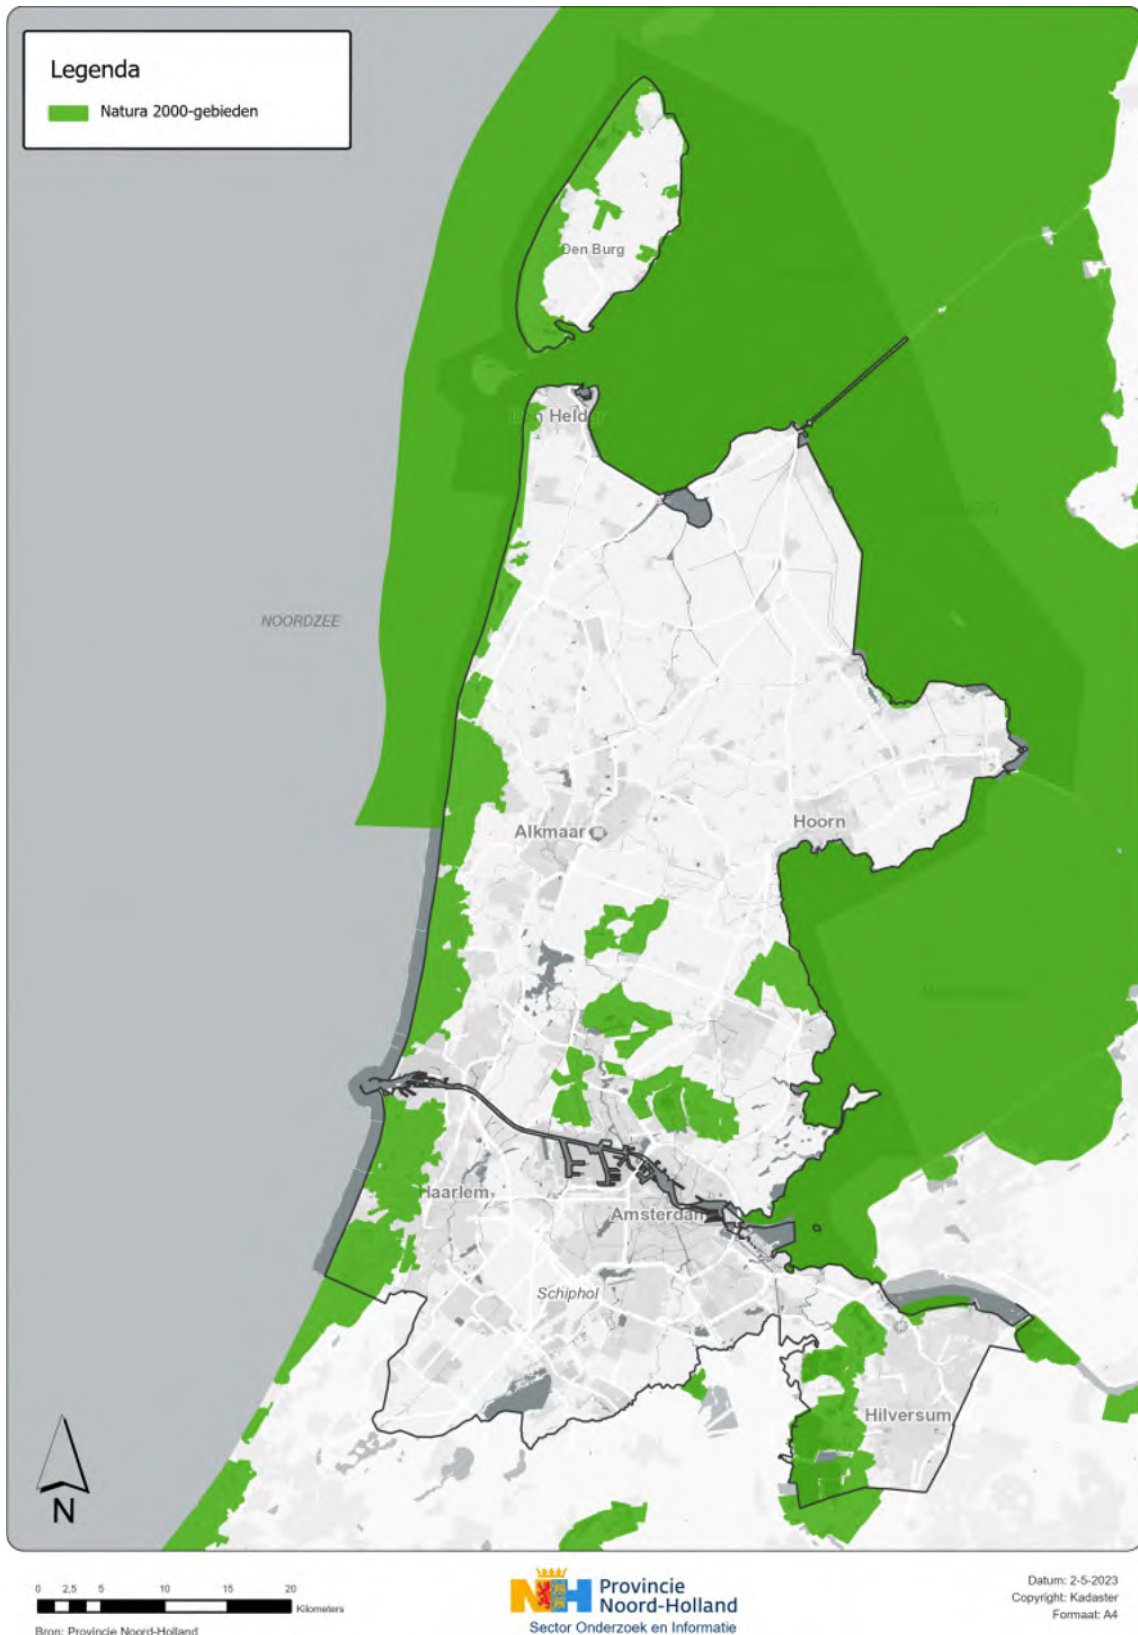 Legenda
Natura 2000-gebieden
Den Burg
Den Helder
NOORDZEE
Alkmaar
Hoorn
Haarlem
Amsterdam
Schiphol
Hilversum
N
0 2,5 5 10 15 20
Kilometers
Bron: Provincie Noord-Holland
NH
Provincie
Noord-Holland
Sector Onderzoek en Informatie
Datum: 2-5-2023
Copyright: Kadaster
Formaat: A4